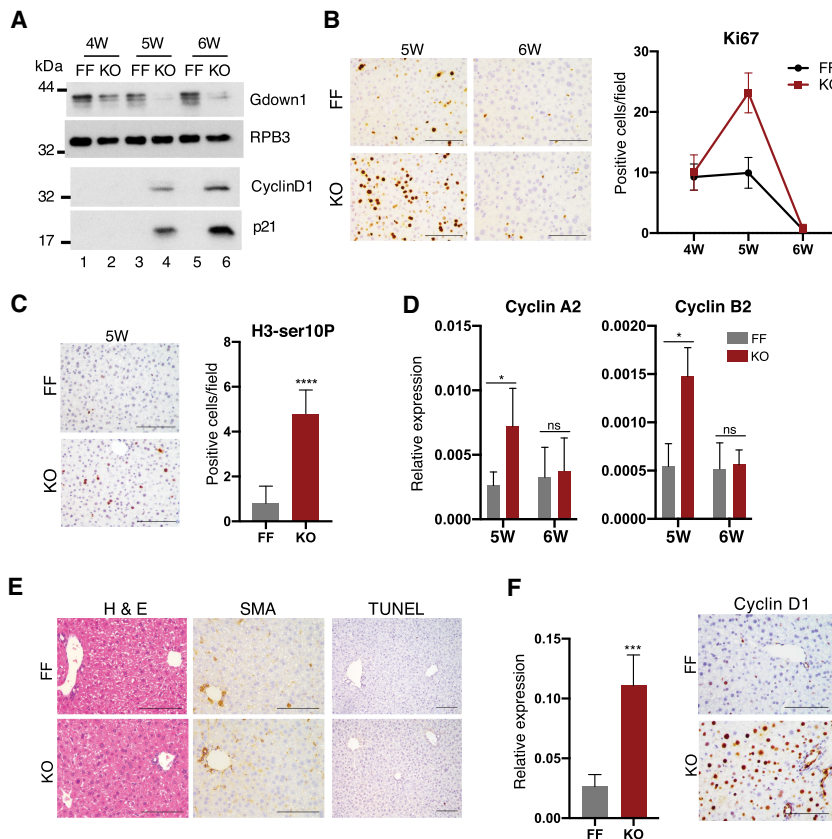 A
4W 5W 6W
kDa FF KO FF KO FF KO
44
Gdown1
RPB3
32
CyclinD1
32
p21
17
1 2 3 4 5 6
B
5W 6W
FF
KO
Ki67
Positive cells/field
30
20
10
0
4W 5W 6W
FF
C
5W
FF
KO
H3-ser10P
Positive cells/field
8
6
4
2
0
****
FF KO
D
Cyclin A2
Relative expression
0.015
0.010
0.005
0.000
*
ns
5W 6W
Cyclin B2
0.0020
0.0015
0.0010
0.0005
0.0000
*
ns
5W 6W
FF
KO
E
H & E SMA TUNEL
FF
KO
F
Relative expression
0.15
0.10
0.05
0.00
***
FF KO
Cyclin D1
FF
KO